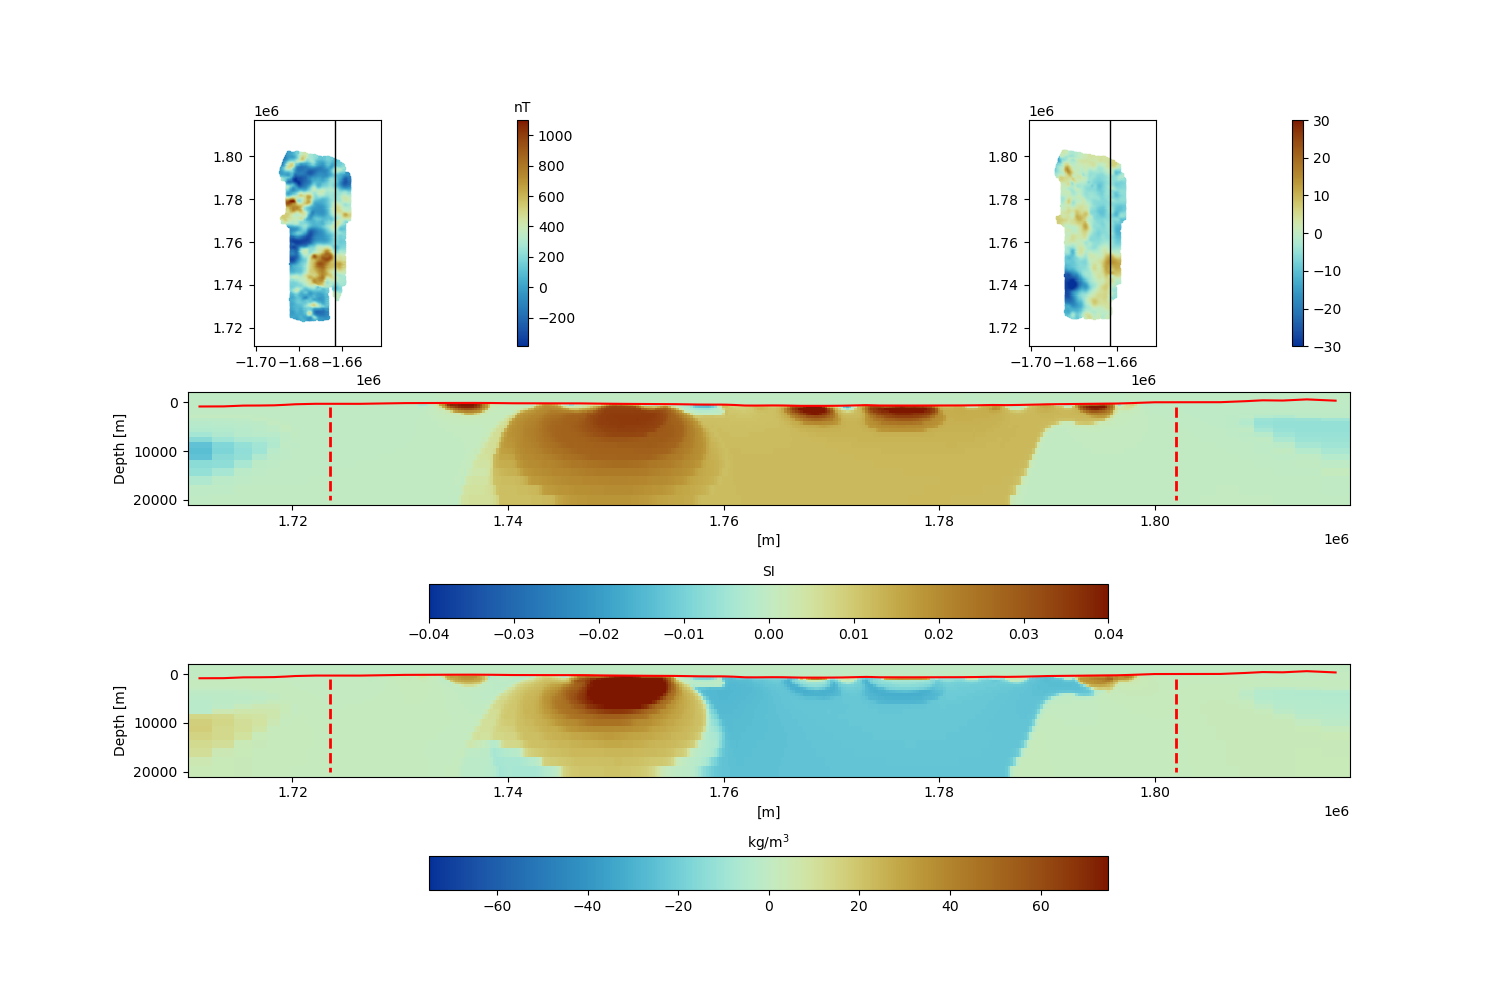 nT
1e6
1.80
1.78
1.76
1.74
1.72
−1.70 −1.68 −1.66
1e6
1000
800
600
400
200
0
−200
1e6
1.80
1.78
1.76
1.74
1.72
−1.70 −1.68 −1.66
1e6
30
20
10
0
−10
−20
−30
Depth [m]
0
10000
20000
1.72 1.74 1.76 1.78 1.80
[m]
1e6
SI
−0.04 −0.03 −0.02 −0.01 0.00 0.01 0.02 0.03 0.04
Depth [m]
0
10000
20000
1.72 1.74 1.76 1.78 1.80
[m]
1e6
kg/m³
−60 −40 −20 0 20 40 60